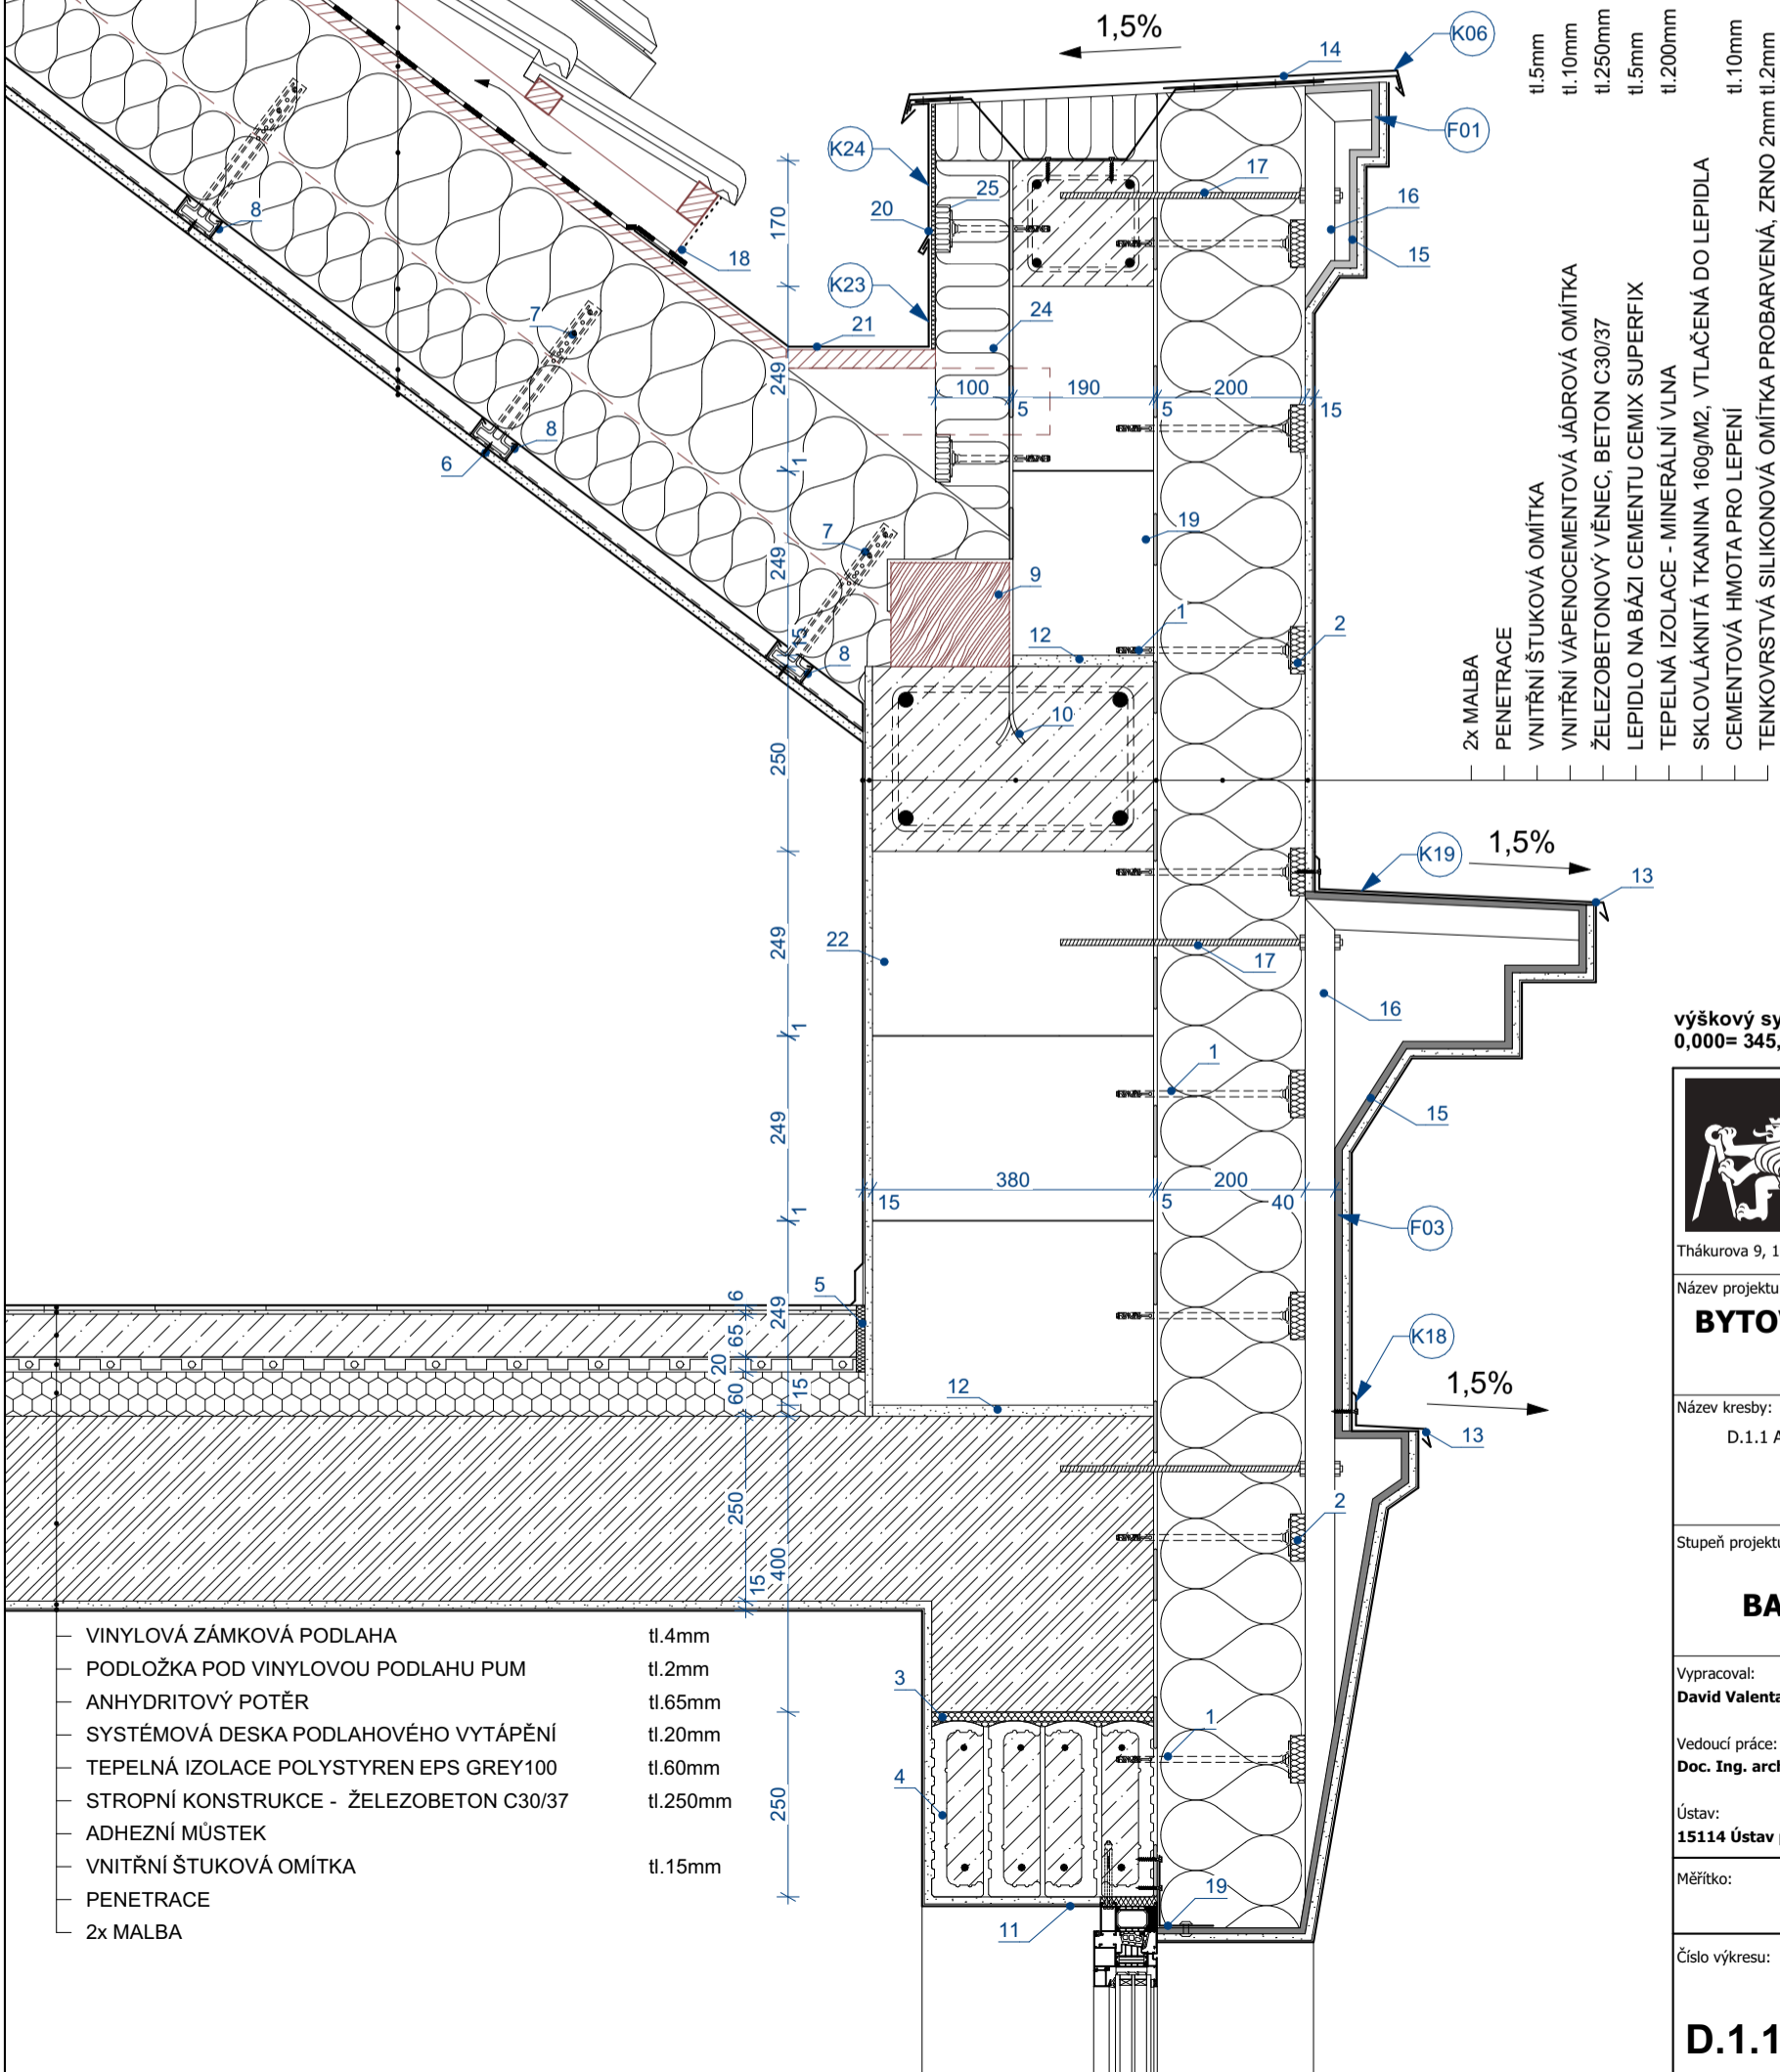 1,5%
14
K06
F01
K24
17
25
16
20
15
18
K23
170
8
7
21
24
249
100
5
190
5
200
15
8
6
1
19
7
249
9
1
2
12
15
8
10
250
tl.5mm
tl.10mm
tl.250mm
tl.5mm
tl.200mm
tl.10mm
tl.2mm
2x MALBA
PENETRACE
VNITŘNÍ ŠTUKOVÁ OMÍTKA
VNITŘNÍ VÁPENOCEMENTOVÁ JÁDROVÁ OMÍTKA
ŽELEZOBETONOVÝ VĚNEC, BETON C30/37
LEPIDLO NA BÁZI CEMENTU CEMIX SUPERFIX
TEPELNÁ IZOLACE - MINERÁLNÍ VLNA
SKLOVLÁKNITÁ TKANINA 160g/M2, VTLAČENÁ DO LEPIDLA
CEMENTOVÁ HMOTA PRO LEPENÍ
TENKOVRSTVÁ SILIKONOVÁ OMÍTKA PROBARVENÁ, ZRNO 2mm
K19
1,5%
13
22
249
17
16
1
1
249
15
380
15
5
200
40
1
F03
5
6
249
65
20
60
15
K18
1,5%
12
13
2
250
400
15
VINYLOVÁ ZÁMKOVÁ PODLAHA tl.4mm
PODLOŽKA POD VINYLOVOU PODLAHU PUM tl.2mm
ANHYDRITOVÝ POTĚR tl.65mm
SYSTÉMOVÁ DESKA PODLAHOVÉHO VYTÁPĚNÍ tl.20mm
TEPELNÁ IZOLACE POLYSTYREN EPS GREY100 tl.60mm
STROPNÍ KONSTRUKCE - ŽELEZOBETON C30/37 tl.250mm
ADHEZNÍ MŮSTEK
VNITŘNÍ ŠTUKOVÁ OMÍTKA tl.15mm
PENETRACE
2x MALBA
3
1
4
250
19
11
výškový sy
0,000= 345,
Thákurova 9, 1
Název projektu
BYTO
Název kresby:
D.1.1 A
Stupeň projektu
BA
Vypracoval:
David Valenta
Vedoucí práce:
Doc. Ing. arch
Ústav:
15114 Ústav
Měřítko:
Číslo výkresu:
D.1.1